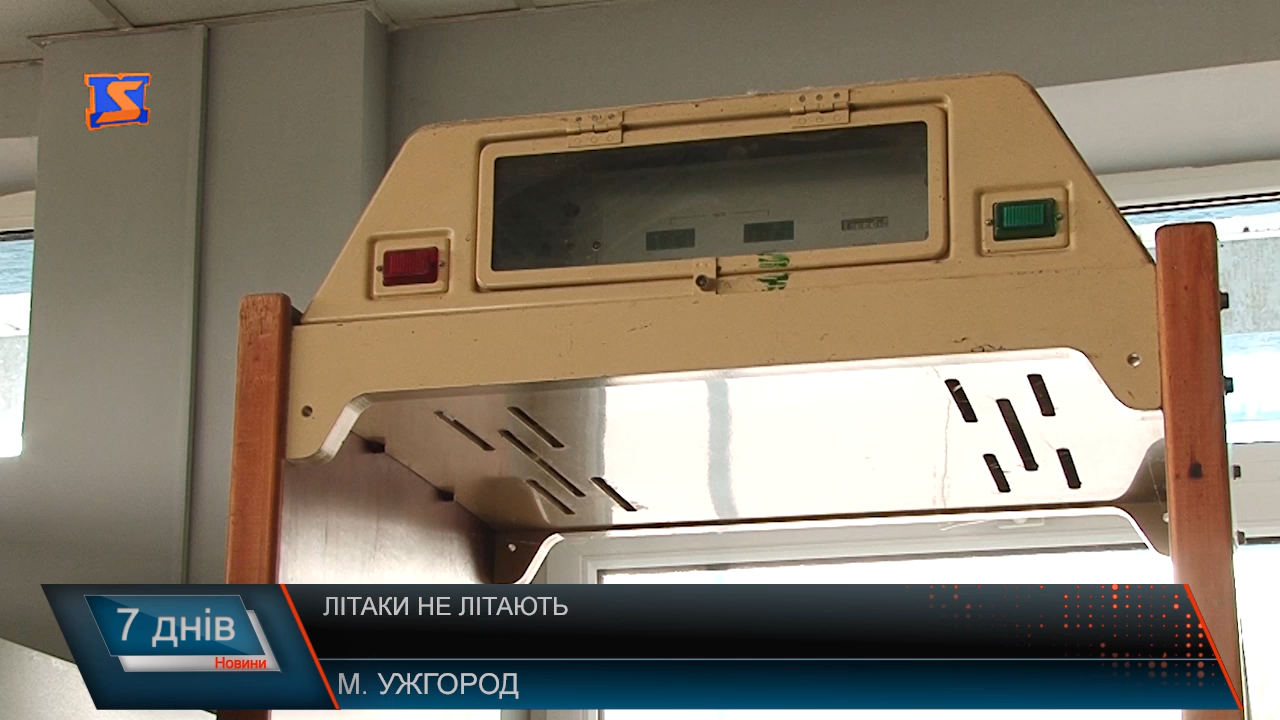 S
ЛІТАКИ НЕ ЛІТАЮТЬ
7 днів
Новини
М. УЖГОРОД